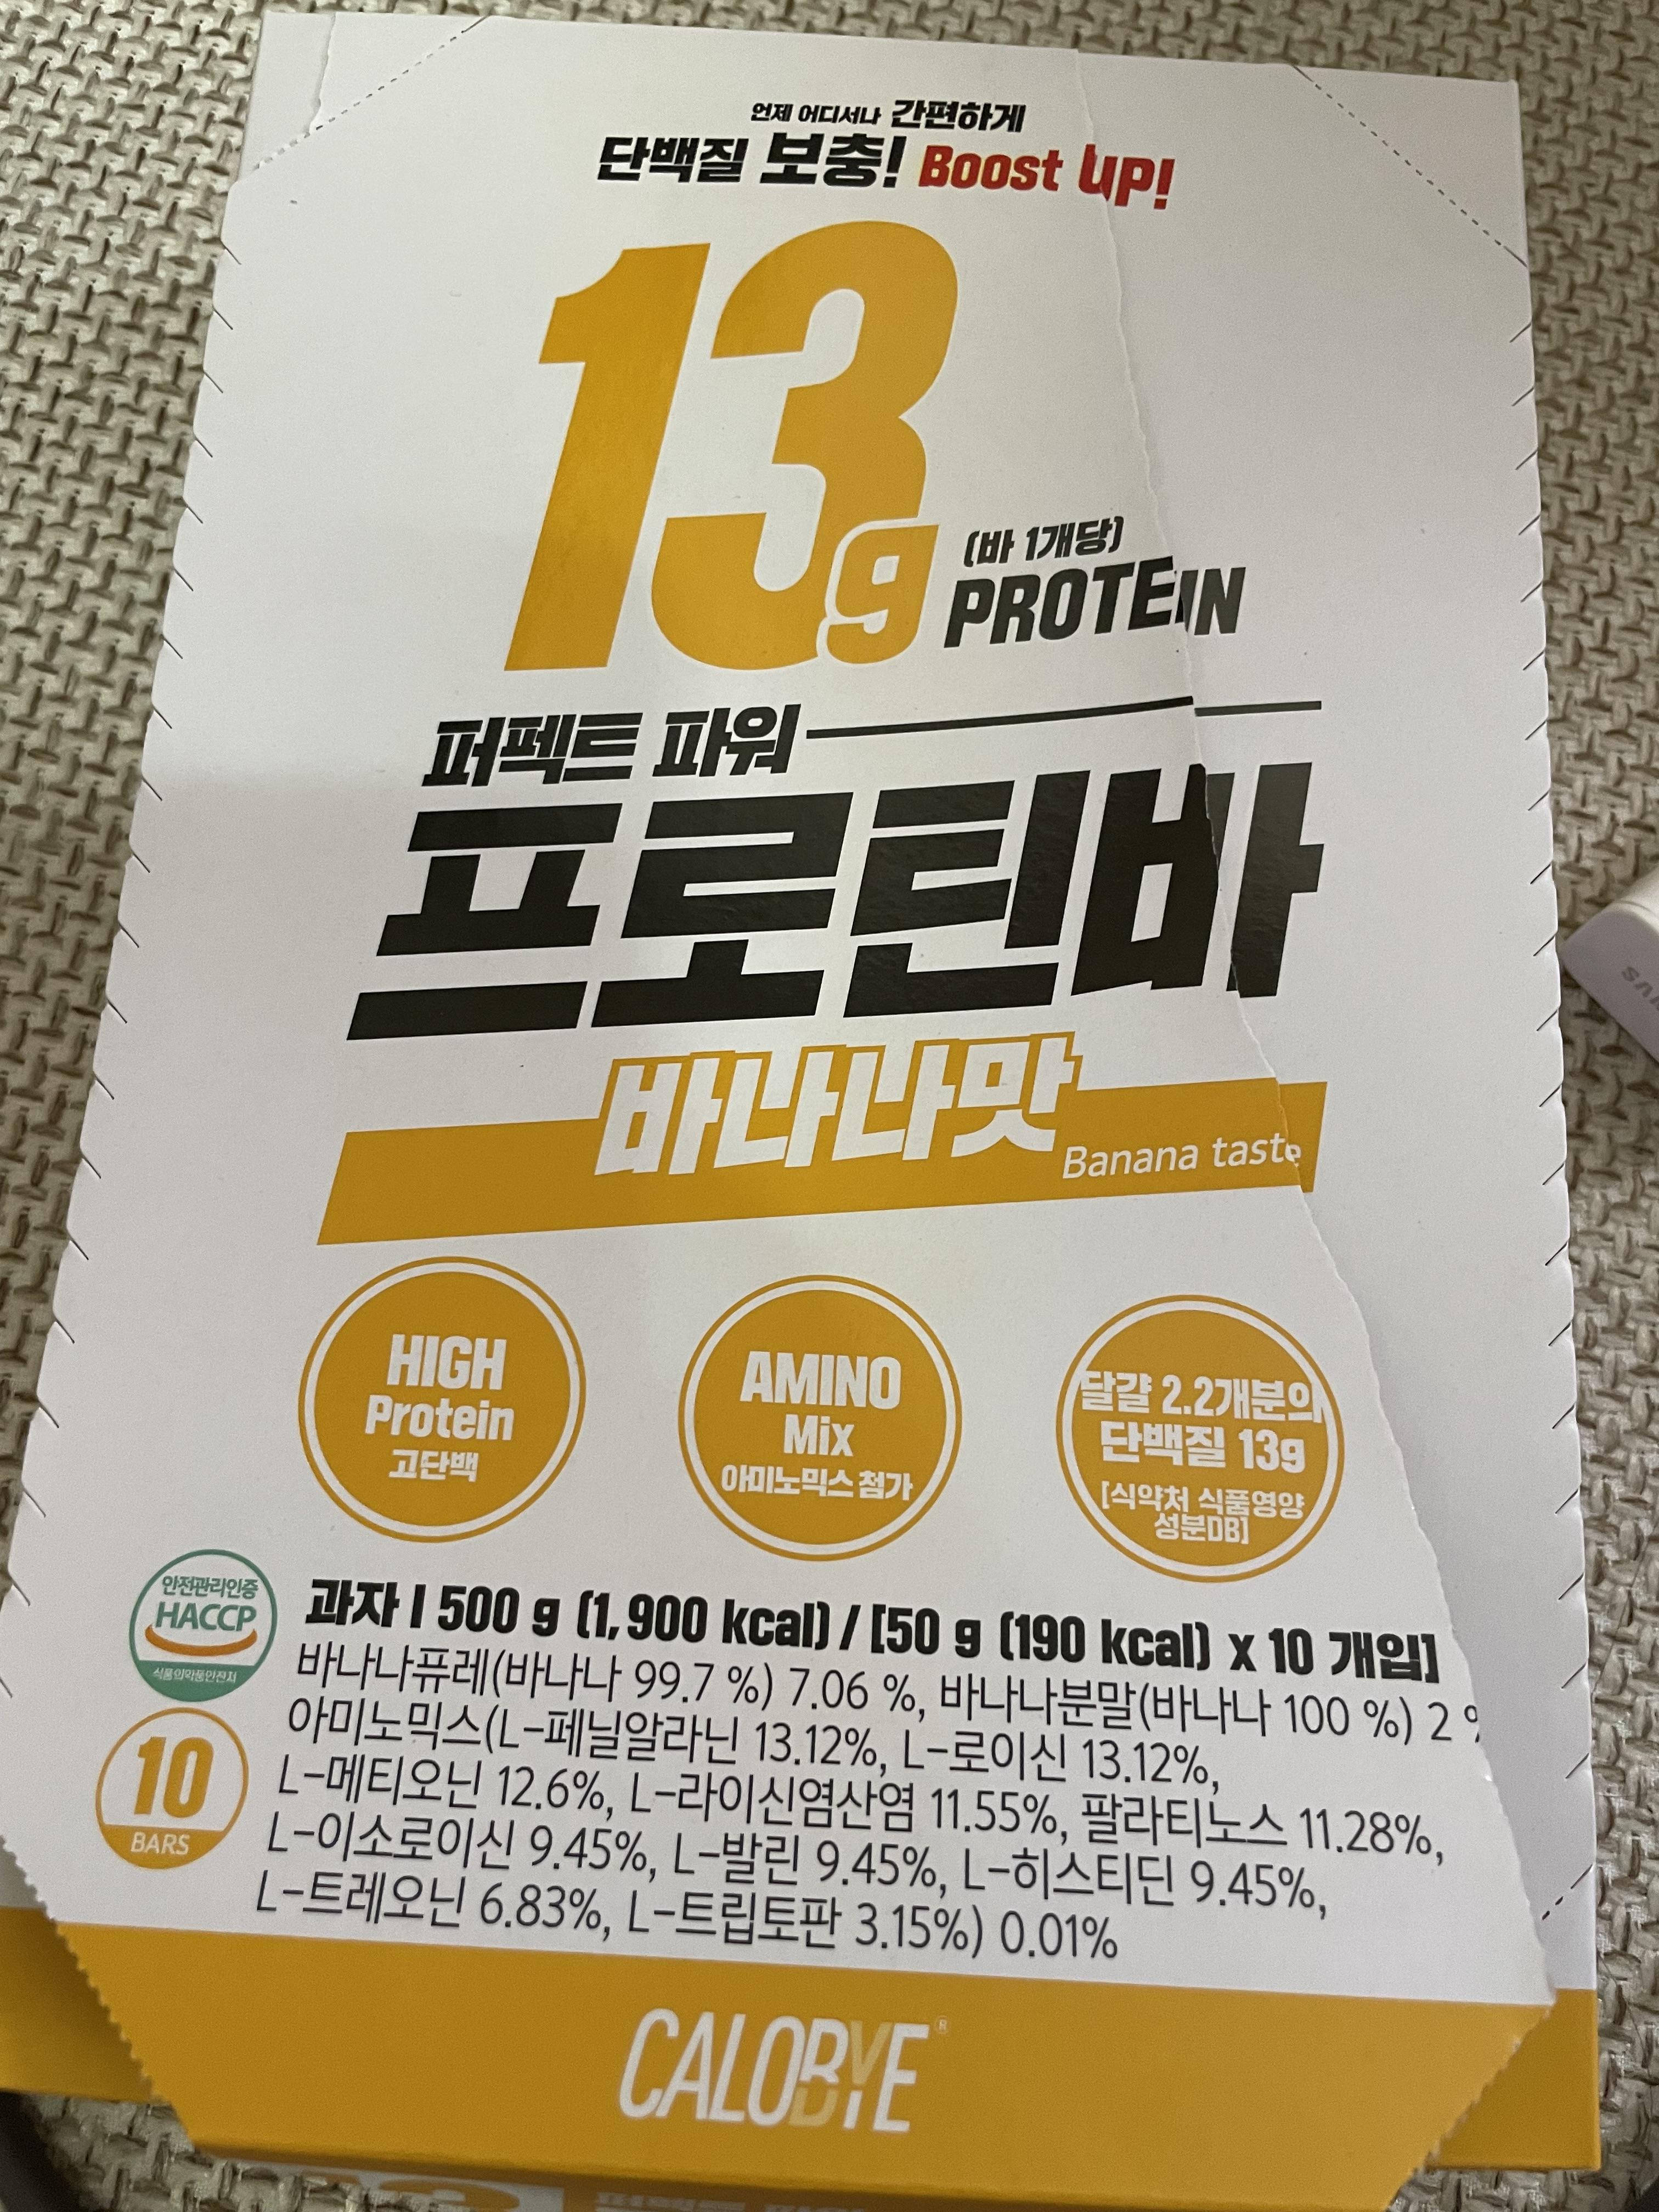 언제 어디서나 간편하게
단백질 보충! Boost UP!
13g
(바 1개당)
PROTEIN
퍼펙트 파워
프로틴바
바나나맛
Banana taste
HIGH
Protein
고단백
AMINO
Mix
아미노믹스 첨가
달걀 2.2개분의
단백질 13g
[식약처 식품영양
성분DB]
안전관리인증
HACCP
식품의약품안전처
과자 I 500 g (1,900 kcal) / [50 g (190 kcal) x 10 개입]
바나나퓨레(바나나 99.7 %) 7.06 %, 바나나분말(바나나 100 %) 2 %
아미노믹스(L-페닐알라닌 13.12%, L-로이신 13.12%,
L-메티오닌 12.6%, L-라이신염산염 11.55%, 팔라티노스 11.28%,
L-이소로이신 9.45%, L-발린 9.45%, L-히스티딘 9.45%,
L-트레오닌 6.83%, L-트립토판 3.15%) 0.01%
10
BARS
CALOBYE®